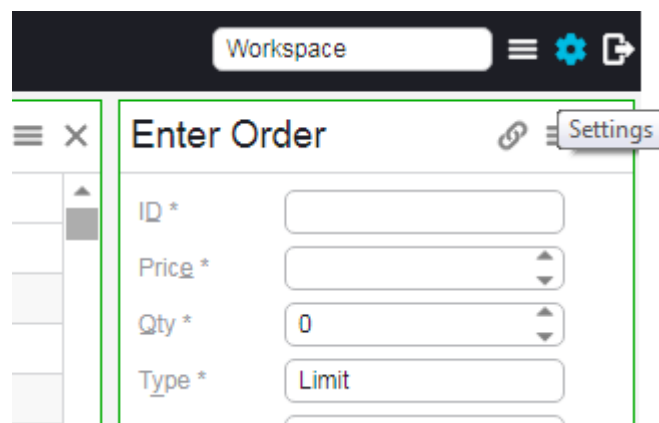 Workspace
Enter Order
Settings
ID *
Price *
Qty *
0
Type *
Limit